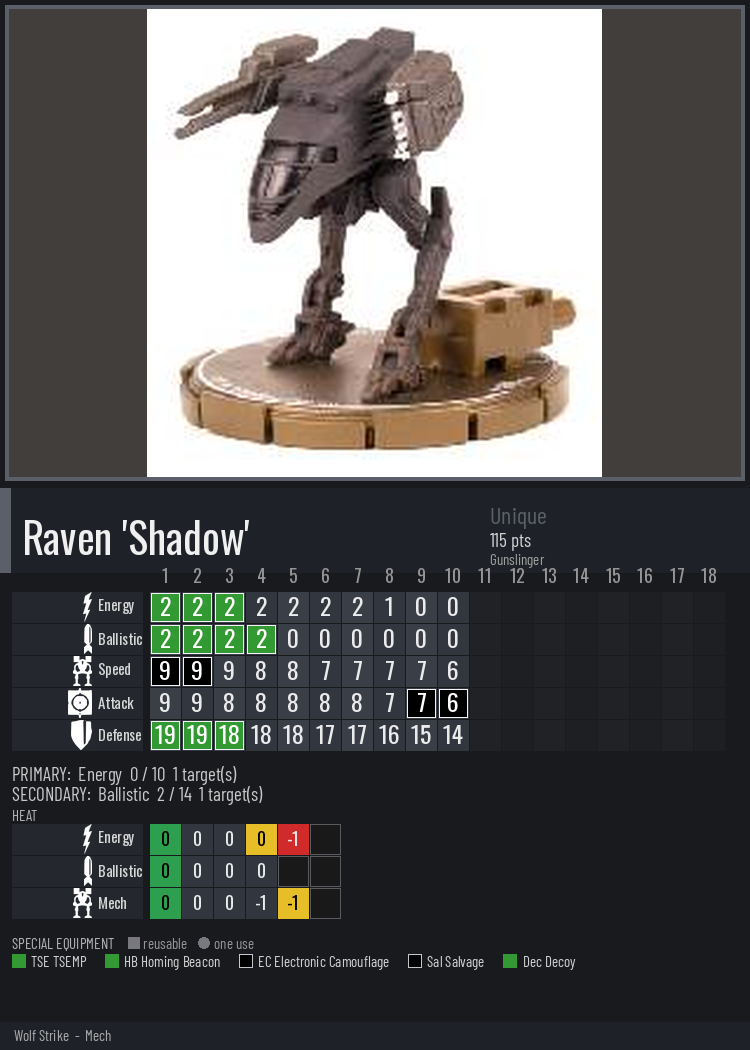 Unique
Raven 'Shadow'
115 pts
Gunslinger
1 2 3 4 5 6 7 8 9 10 11 12 13 14 15 16 17 18
Energy 2 2 2 2 2 2 2 1 0 0
Ballistic 2 2 2 2 0 0 0 0 0 0
Speed 9 9 9 8 8 7 7 7 7 6
Attack 9 9 8 8 8 8 8 7 7 6
Defense 19 19 18 18 18 17 17 16 15 14
PRIMARY: Energy 0 / 10 1 target(s)
SECONDARY: Ballistic 2 / 14 1 target(s)
HEAT
Energy 0 0 0 0 -1
Ballistic 0 0 0 0
Mech 0 0 0 -1 -1
SPECIAL EQUIPMENT reusable one use
TSE TSEMP HB Homing Beacon EC Electronic Camouflage Sal Salvage Dec Decoy
Wolf Strike - Mech